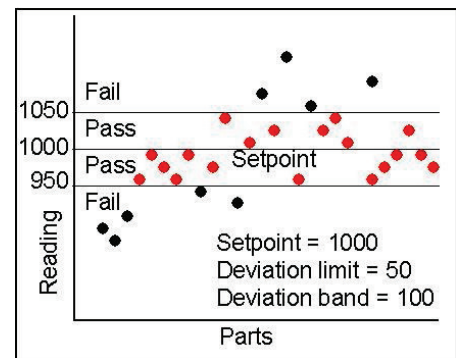 Fail
1050
Pass
1000
Pass
Setpoint
950
Fail
Reading
Setpoint = 1000
Deviation limit = 50
Deviation band = 100
Parts